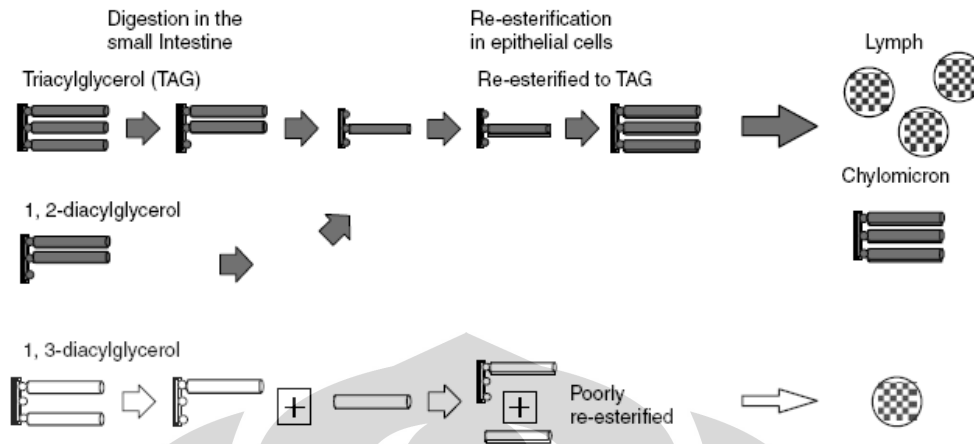 Digestion in the
small Intestine
Re-esterification
in epithelial cells
Lymph
Triacylglycerol (TAG)
Re-esterified to TAG
Chylomicron
1, 2-diacylglycerol
1, 3-diacylglycerol
+
+
Poorly
re-esterified